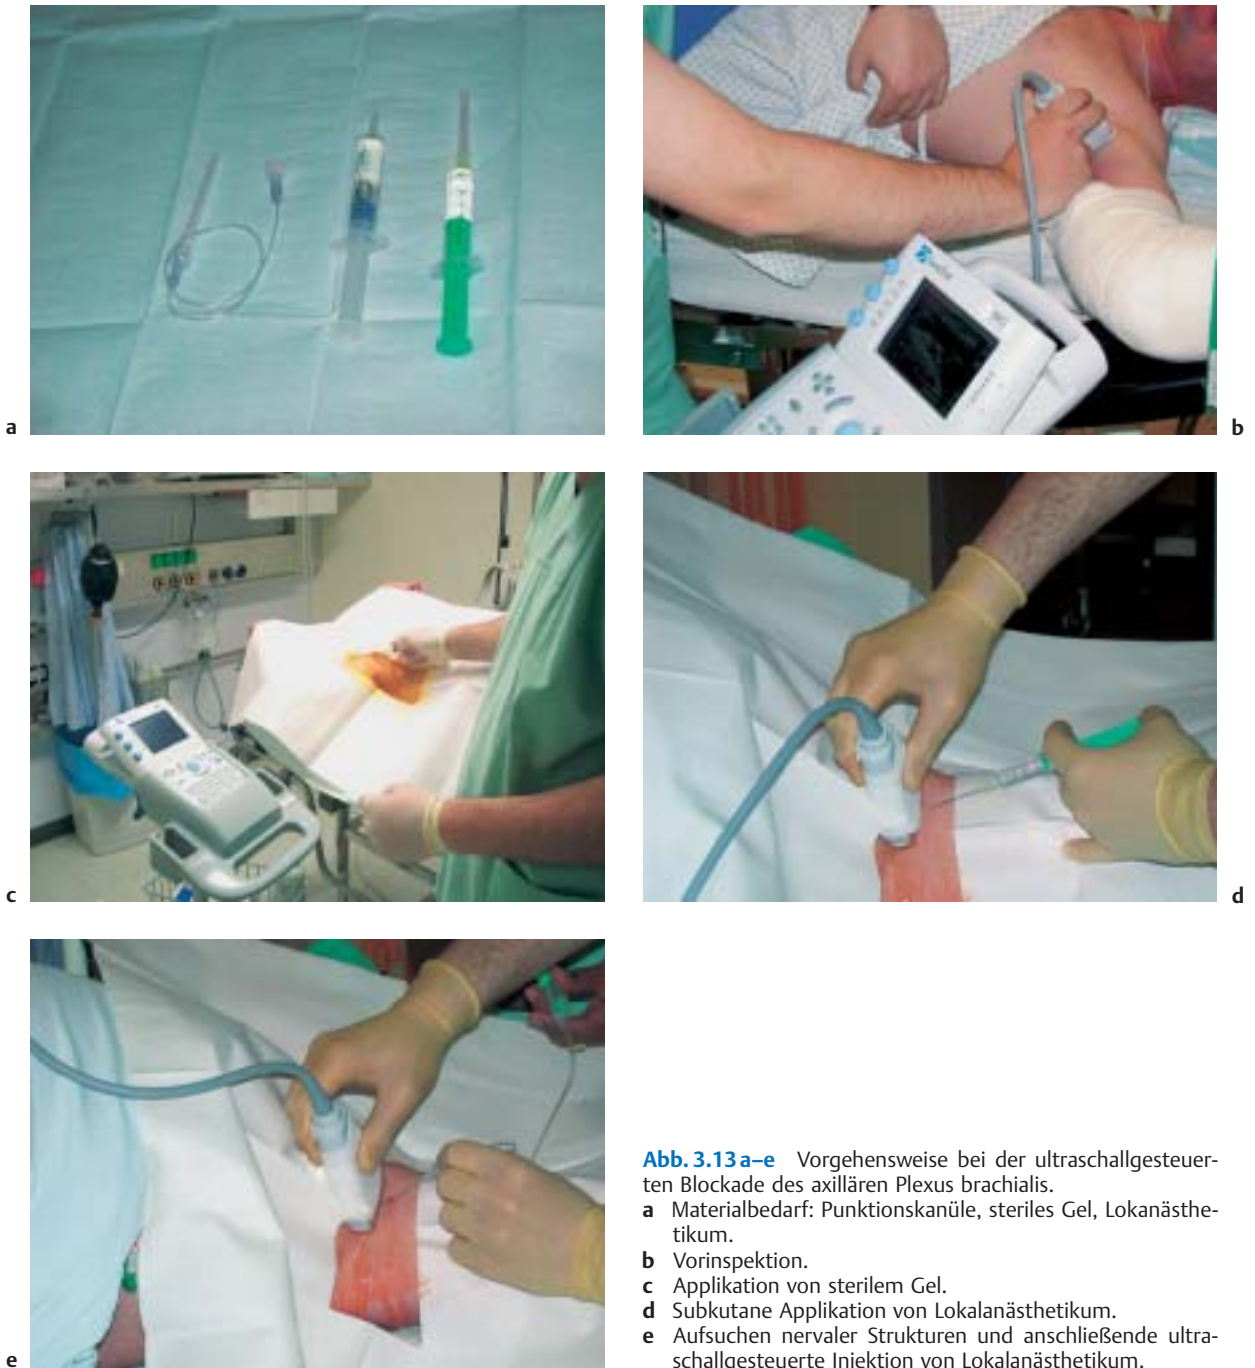 a
b
c
d
e
Abb. 3.13 a–e Vorgehensweise bei der ultraschallgesteuer-
ten Blockade des axillären Plexus brachialis.
a Materialbedarf: Punktionskanüle, steriles Gel, Lokanästhe-
tikum.
b Vorinspektion.
c Applikation von sterilem Gel.
d Subkutane Applikation von Lokalanästhetikum.
e Aufsuchen nervaler Strukturen und anschließende ultra-
schallgesteuerte Injektion von Lokalanästhetikum.